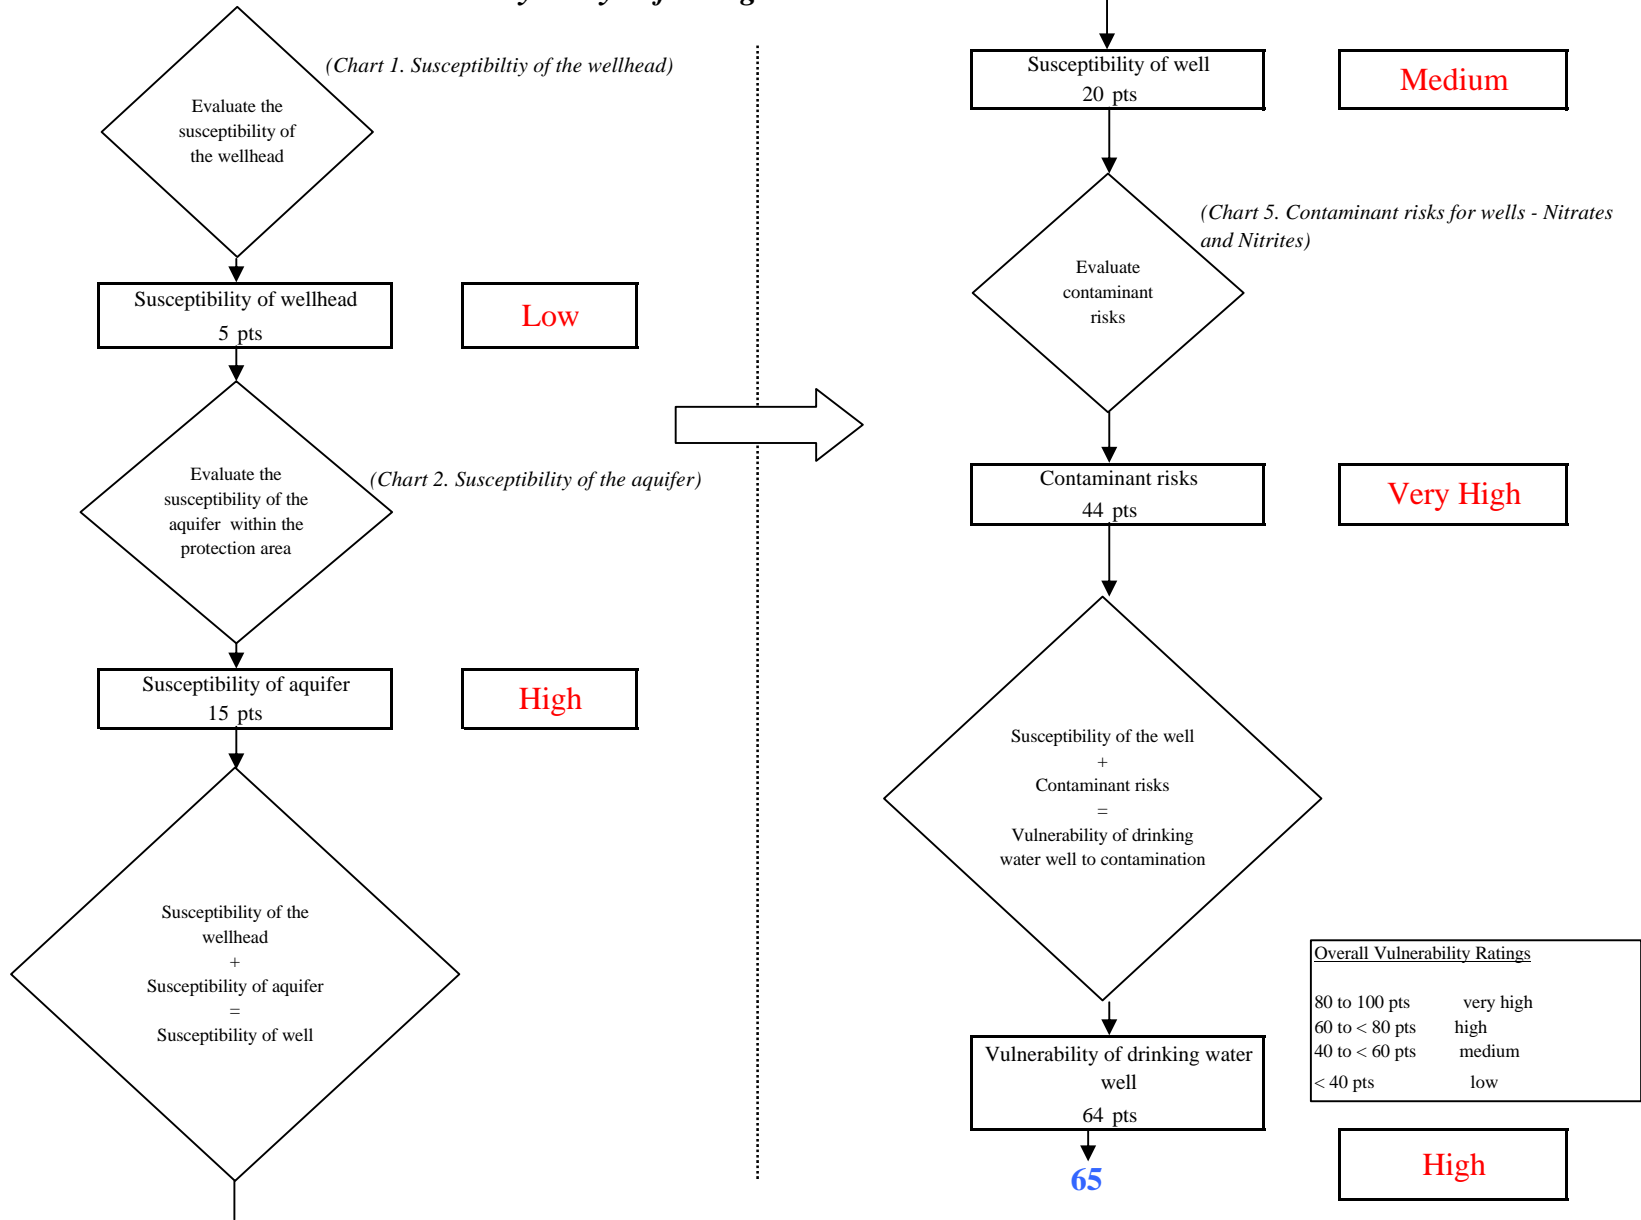 (Chart 1. Susceptibiltiy of the wellhead)
Evaluate the
susceptibility of
the wellhead
Susceptibility of wellhead
5 pts
Low
(Chart 2. Susceptibility of the aquifer)
Evaluate the
susceptibility of the
aquifer within the
protection area
Susceptibility of aquifer
15 pts
High
Susceptibility of the
wellhead
+
Susceptibility of aquifer
=
Susceptibility of well
Susceptibility of well
20 pts
Medium
(Chart 5. Contaminant risks for wells - Nitrates
and Nitrites)
Evaluate
contaminant
risks
Contaminant risks
44 pts
Very High
Susceptibility of the well
+
Contaminant risks
=
Vulnerability of drinking
water well to contamination
Overall Vulnerability Ratings
80 to 100 pts very high
60 to < 80 pts high
40 to < 60 pts medium
< 40 pts low
Vulnerability of drinking water
well
64 pts
65
High